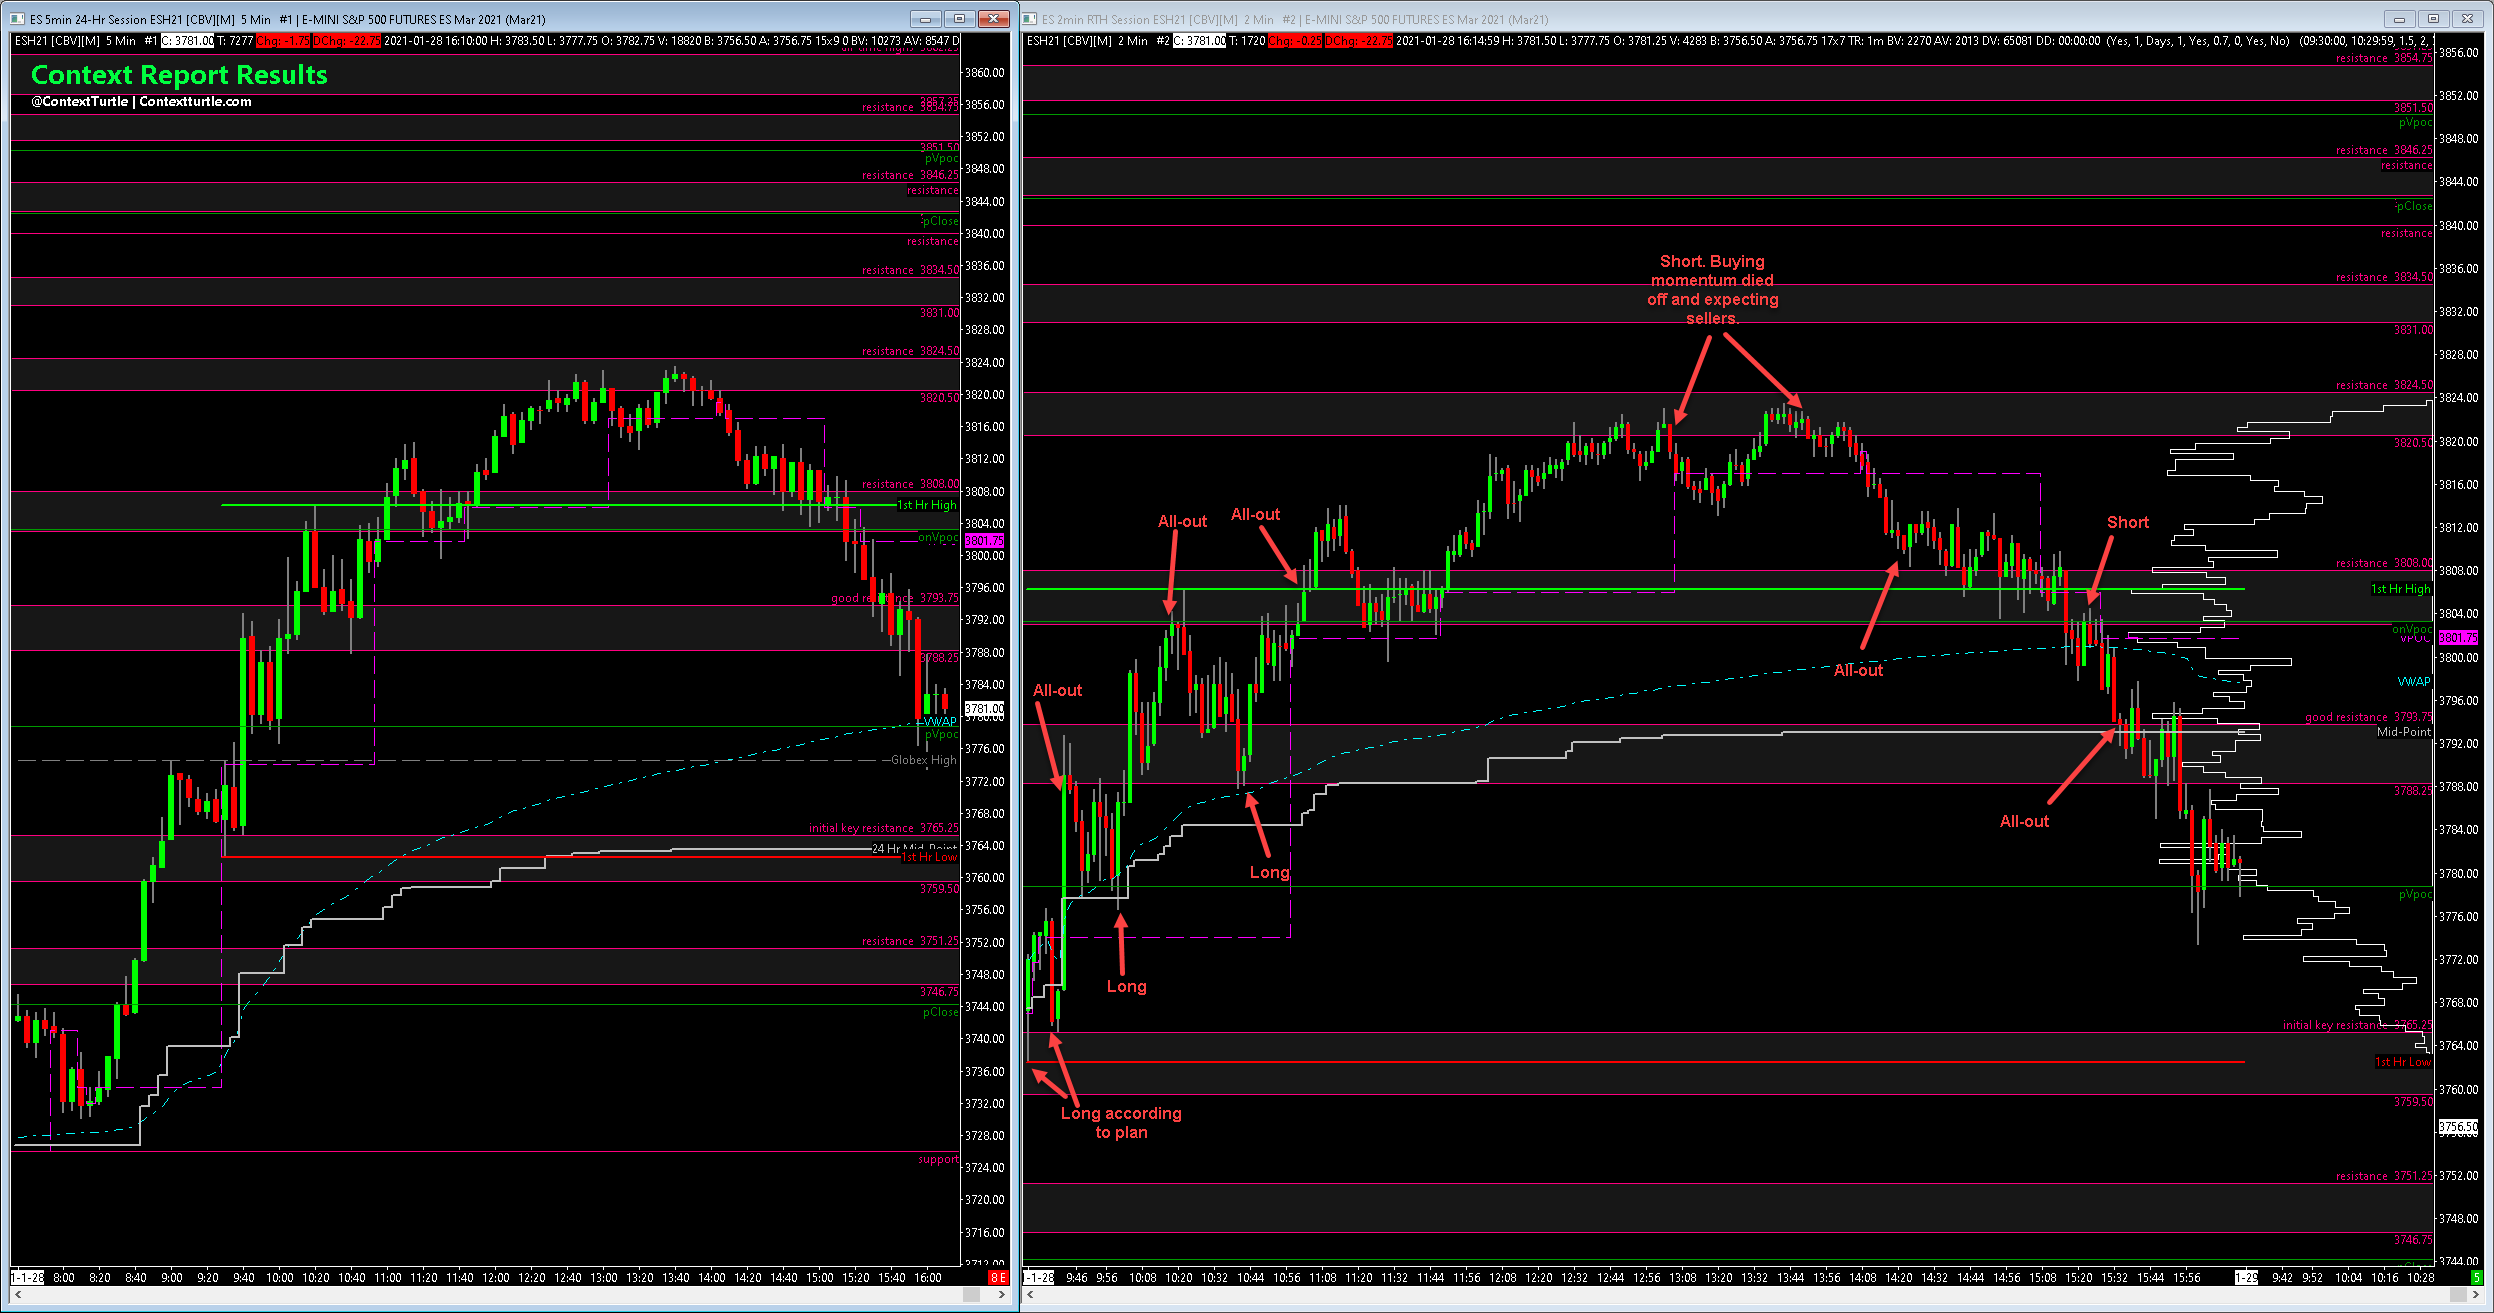 ES 5min 24-Hr Session ESH21 [CBV][M] 5 Min #1 | E-MINI S&P 500 FUTURES ES Mar 2021 (Mar21)
ESH21 [CBV][M] 5 Min #1 C: 3781.00 T: 7277 Chg: -1.75 DChg: -22.75 2021-01-28 16:10:00 H: 3783.50 L: 3777.75 O: 3782.75 V: 18820 B: 3756.50 A: 3756.75 15x9 0 BV: 10273 AV: 8547 D
Context Report Results
@ContextTurtle | Contextturtle.com
3857.25
resistance 3854.75
3851.50
pVpoc
resistance 3846.25
resistance
pClose
resistance
resistance 3834.50
3831.00
resistance 3824.50
3820.50
resistance 3808.00
1st Hr High
onVpoc
good resistance 3793.75
3788.25
VWAP
pVpoc
Globex High
initial key resistance 3765.25
24 Hr Mid-Point
1st Hr Low
3759.50
resistance 3751.25
3746.75
pClose
support
3860.00
3856.00
3852.00
3848.00
3844.00
3840.00
3836.00
3832.00
3828.00
3824.00
3820.00
3816.00
3812.00
3808.00
3804.00
3801.75
3800.00
3796.00
3792.00
3788.00
3784.00
3781.00
3780.00
3776.00
3772.00
3768.00
3764.00
3760.00
3756.00
3752.00
3748.00
3744.00
3740.00
3736.00
3732.00
3728.00
3724.00
3720.00
3716.00
3712.00
1-1-28 8:00 8:20 8:40 9:00 9:20 9:40 10:00 10:20 10:40 11:00 11:20 11:40 12:00 12:20 12:40 13:00 13:20 13:40 14:00 14:20 14:40 15:00 15:20 15:40 16:00 8 E
ES 2min RTH Session ESH21 [CBV][M] 2 Min #2 | E-MINI S&P 500 FUTURES ES Mar 2021 (Mar21)
ESH21 [CBV][M] 2 Min #2 C: 3781.00 T: 1720 Chg: -0.25 DChg: -22.75 2021-01-28 16:14:59 H: 3781.50 L: 3777.75 O: 3781.25 V: 4283 B: 3756.50 A: 3756.75 17x7 TR: 1m BV: 2270 AV: 2013 DV: 65081 DD: 00:00:00 (Yes, 1, Days, 1, Yes, 0.7, 0, Yes, No) (09:30:00, 10:29:59, 1.5, 2,
resistance 3854.75
3851.50
pVpoc
resistance 3846.25
resistance
pClose
resistance
Short. Buying
momentum died
off and expecting
sellers.
resistance 3834.50
3831.00
resistance 3824.50
3820.50
All-out
All-out
Short
resistance 3808.00
1st Hr High
onVpoc
VPOC
All-out
All-out
VWAP
good resistance 3793.75
Mid-Point
3788.25
All-out
Long
pVpoc
Long
initial key resistance 3765.25
1st Hr Low
3759.50
Long according
to plan
resistance 3751.25
3746.75
3856.00
3852.00
3848.00
3844.00
3840.00
3836.00
3832.00
3828.00
3824.00
3820.00
3816.00
3812.00
3808.00
3804.00
3801.75
3800.00
3796.00
3792.00
3788.00
3784.00
3780.00
3776.00
3772.00
3768.00
3764.00
3760.00
3756.50
3752.00
3748.00
3744.00
1-1-28 9:46 9:56 10:08 10:20 10:32 10:44 10:56 11:08 11:20 11:32 11:44 11:56 12:08 12:20 12:32 12:44 12:56 13:08 13:20 13:32 13:44 13:56 14:08 14:20 14:32 14:44 14:56 15:08 15:20 15:32 15:44 15:56 1-29 9:42 9:52 10:04 10:16 10:28 5